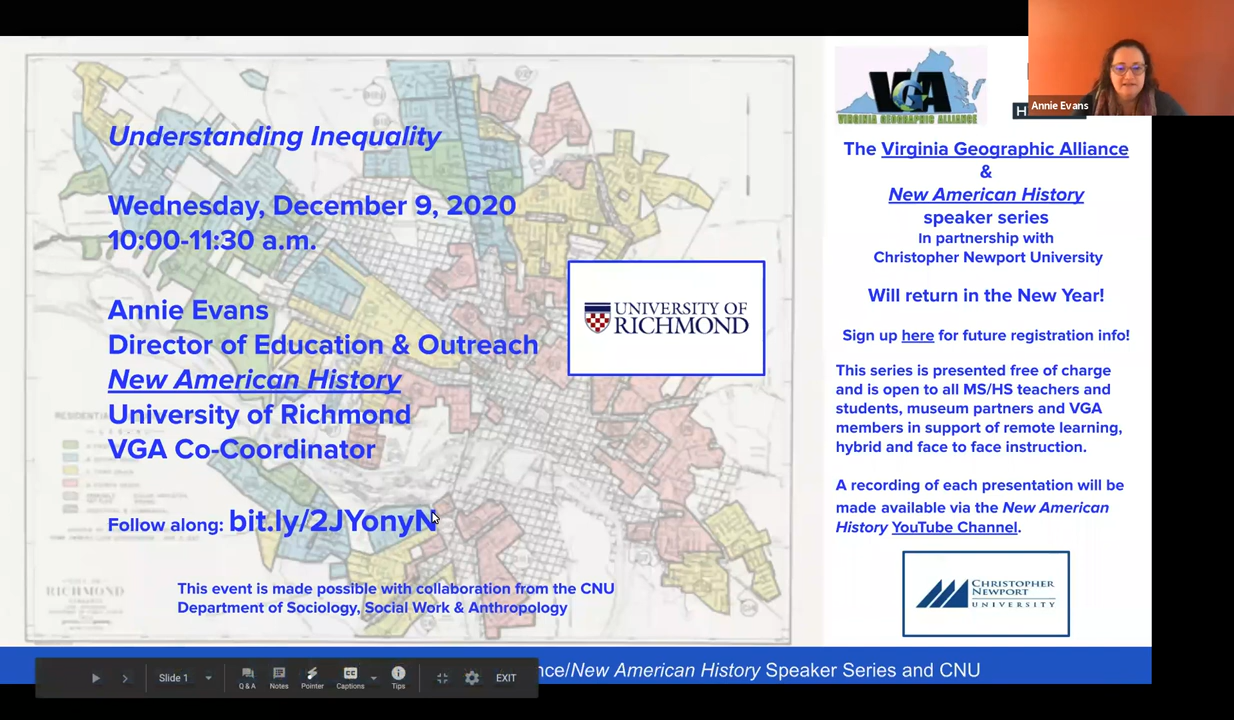 Understanding Inequality
Wednesday, December 9, 2020
10:00-11:30 a.m.
Annie Evans
Director of Education & Outreach
New American History
University of Richmond
VGA Co-Coordinator
Follow along: bit.ly/2JYonyN
This event is made possible with collaboration from the CNU
Department of Sociology, Social Work & Anthropology
UNIVERSITY OF
RICHMOND
RICHMOND
VGA
VIRGINIA GEOGRAPHIC ALLIANCE
H
Annie Evans
The Virginia Geographic Alliance
&
New American History
speaker series
In partnership with
Christopher Newport University
Will return in the New Year!
Sign up here for future registration info!
This series is presented free of charge
and is open to all MS/HS teachers and
students, museum partners and VGA
members in support of remote learning,
hybrid and face to face instruction.
A recording of each presentation will be
made available via the New American
History YouTube Channel.
CHRISTOPHER
NEWPORT
UNIVERSITY
nce/New American History Speaker Series and CNU
Slide 1
Q & A
Notes
Pointer
CC
Captions
Tips
EXIT